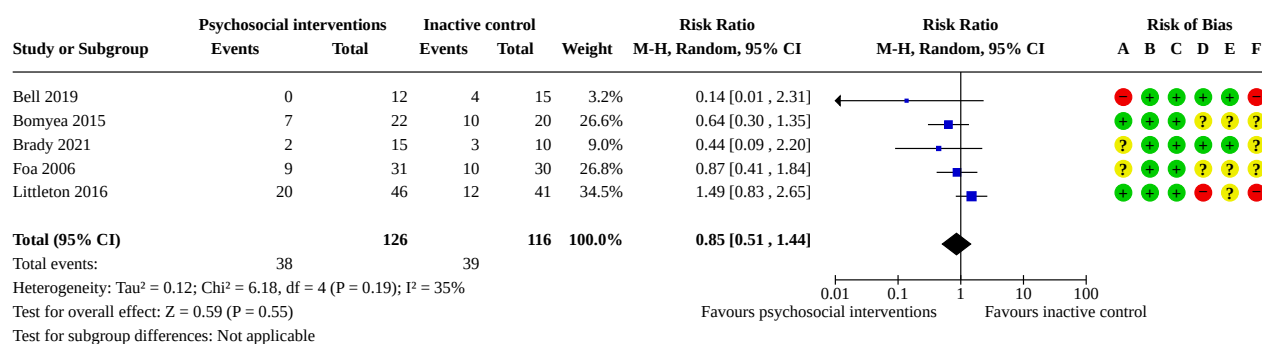 Psychosocial interventions Inactive control Risk Ratio Risk Ratio Risk of Bias
Study or Subgroup Events Total Events Total Weight M-H, Random, 95% CI M-H, Random, 95% CI A B C D E F
Bell 2019 0 12 4 15 3.2% 0.14 [0.01 , 2.31] − + + + + −
Bomyea 2015 7 22 10 20 26.6% 0.64 [0.30 , 1.35] + + + ? ? ?
Brady 2021 2 15 3 10 9.0% 0.44 [0.09 , 2.20] ? + + + + ?
Foa 2006 9 31 10 30 26.8% 0.87 [0.41 , 1.84] ? + + ? ? ?
Littleton 2016 20 46 12 41 34.5% 1.49 [0.83 , 2.65] + + + − ? −
Total (95% CI) 126 116 100.0% 0.85 [0.51 , 1.44]
Total events: 38 39
Heterogeneity: Tau² = 0.12; Chi² = 6.18, df = 4 (P = 0.19); I² = 35%
Test for overall effect: Z = 0.59 (P = 0.55)
Test for subgroup differences: Not applicable
0.01 0.1 1 10 100
Favours psychosocial interventions Favours inactive control